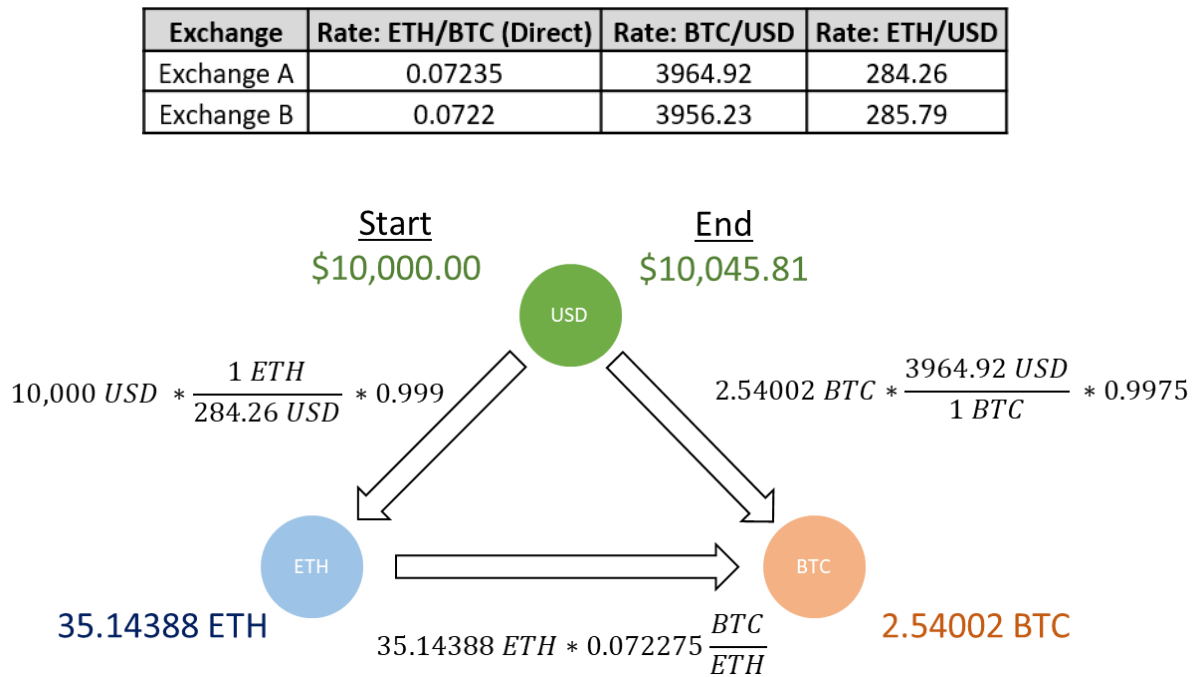 Exchange Rate: ETH/BTC (Direct) Rate: BTC/USD Rate: ETH/USD
Exchange A 0.07235 3964.92 284.26
Exchange B 0.0722 3956.23 285.79
Start End
$10,000.00 $10,045.81
USD
10,000 USD * 1 ETH / 284.26 USD * 0.999
2.54002 BTC * 3964.92 USD / 1 BTC * 0.9975
ETH BTC
35.14388 ETH 2.54002 BTC
35.14388 ETH * 0.072275 BTC / ETH